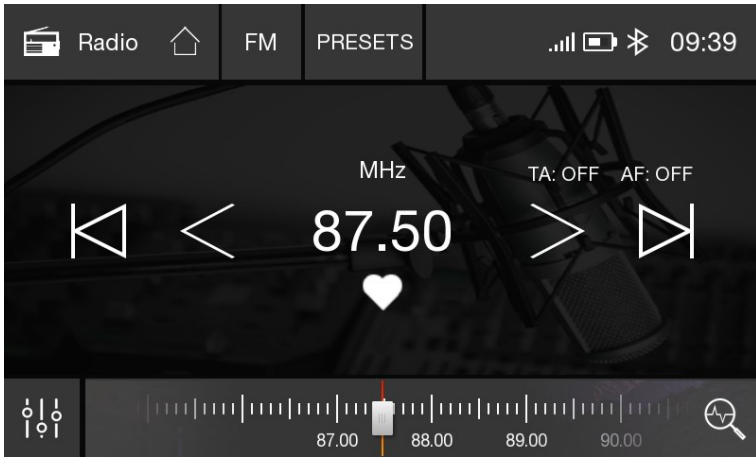 Radio FM PRESETS 09:39
MHz
TA: OFF AF: OFF
87.50
87.00 88.00 89.00 90.00